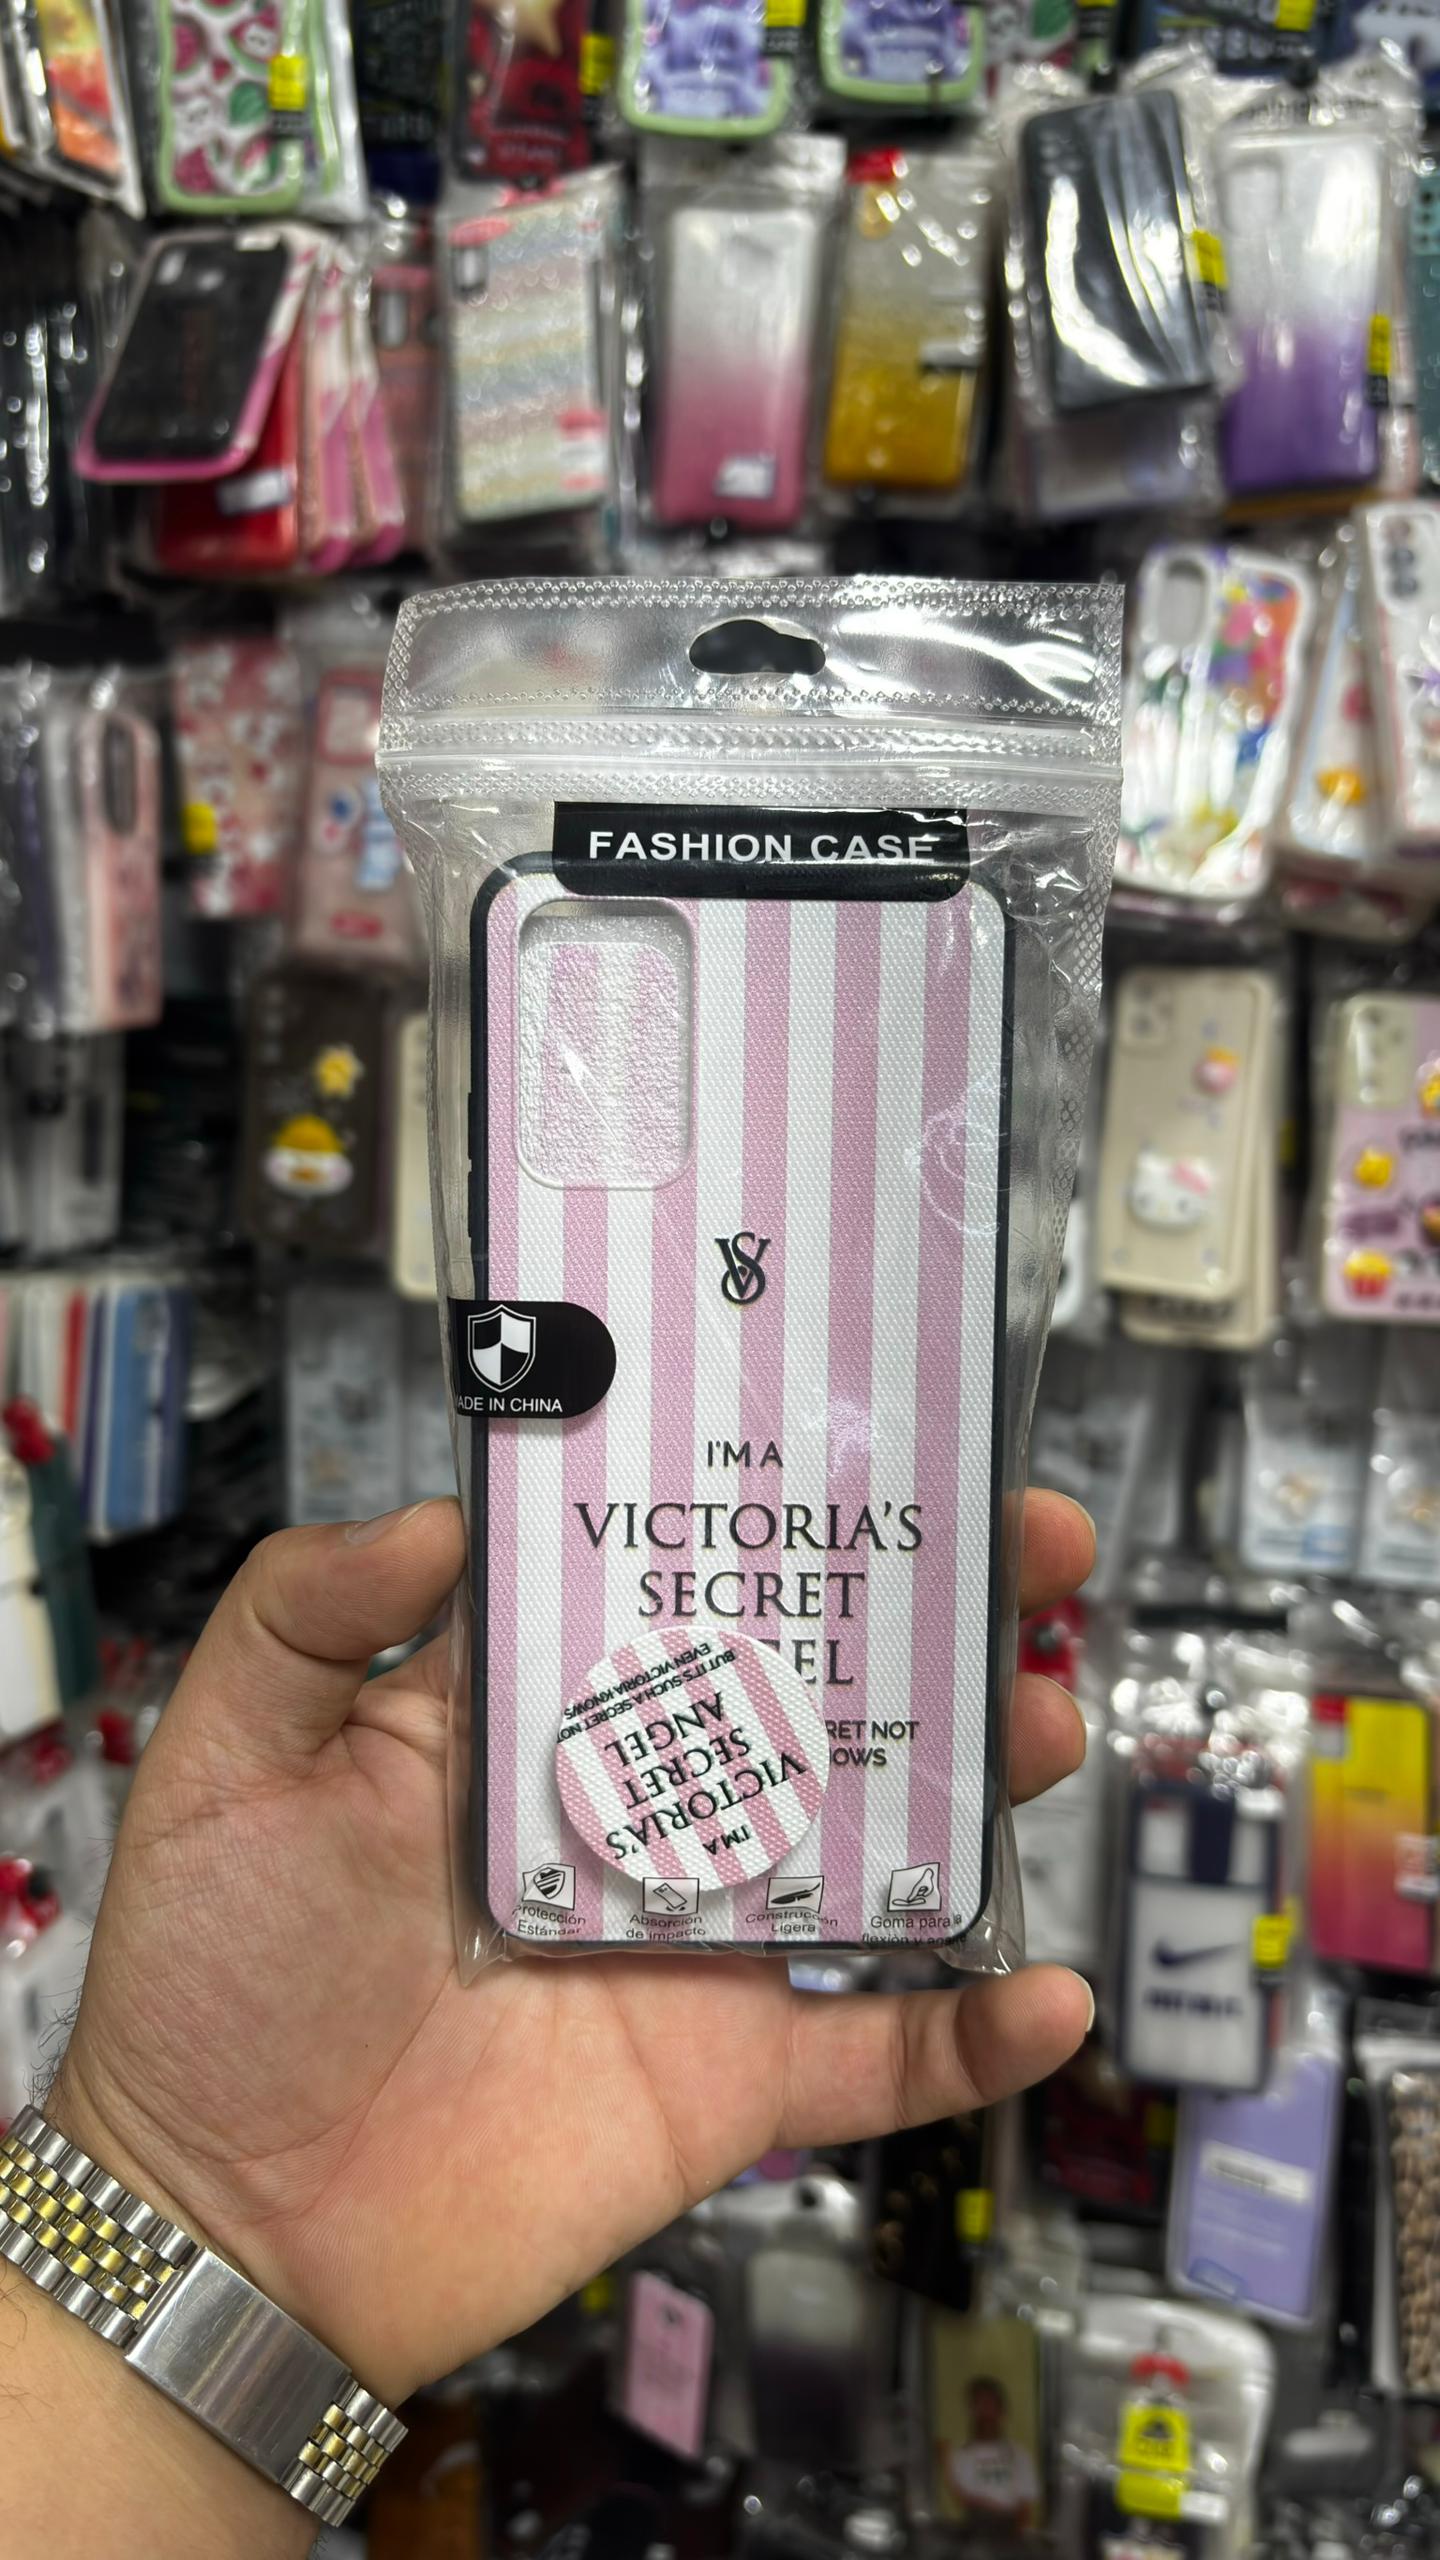 FASHION CASE
VS
ADE IN CHINA
I'M A
VICTORIA'S
SECRET
EL
RET NOT
OWS
I'M A
VICTORIA'S
SECRET
ANGEL
BUT IT'S SUCH A SECRET NOT
EVEN VICTORIA KNOWS
Protección
Estándar
Absorción
de impacto
Construcción
Ligera
Goma para la
flexión y